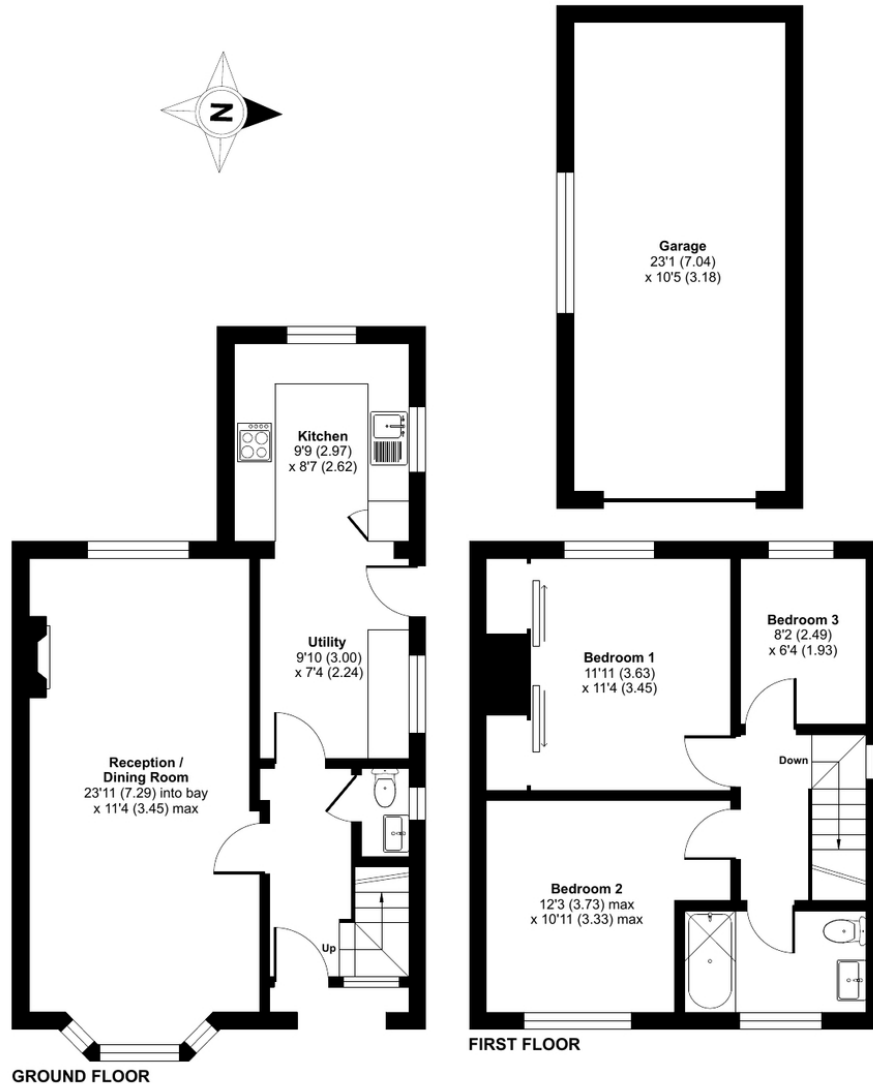 N
Garage
23'1 (7.04)
x 10'5 (3.18)
Kitchen
9'9 (2.97)
x 8'7 (2.62)
Utility
9'10 (3.00)
x 7'4 (2.24)
Reception /
Dining Room
23'11 (7.29) into bay
x 11'4 (3.45) max
Up
GROUND FLOOR
Bedroom 1
11'11 (3.63)
x 11'4 (3.45)
Bedroom 3
8'2 (2.49)
x 6'4 (1.93)
Down
Bedroom 2
12'3 (3.73) max
x 10'11 (3.33) max
FIRST FLOOR